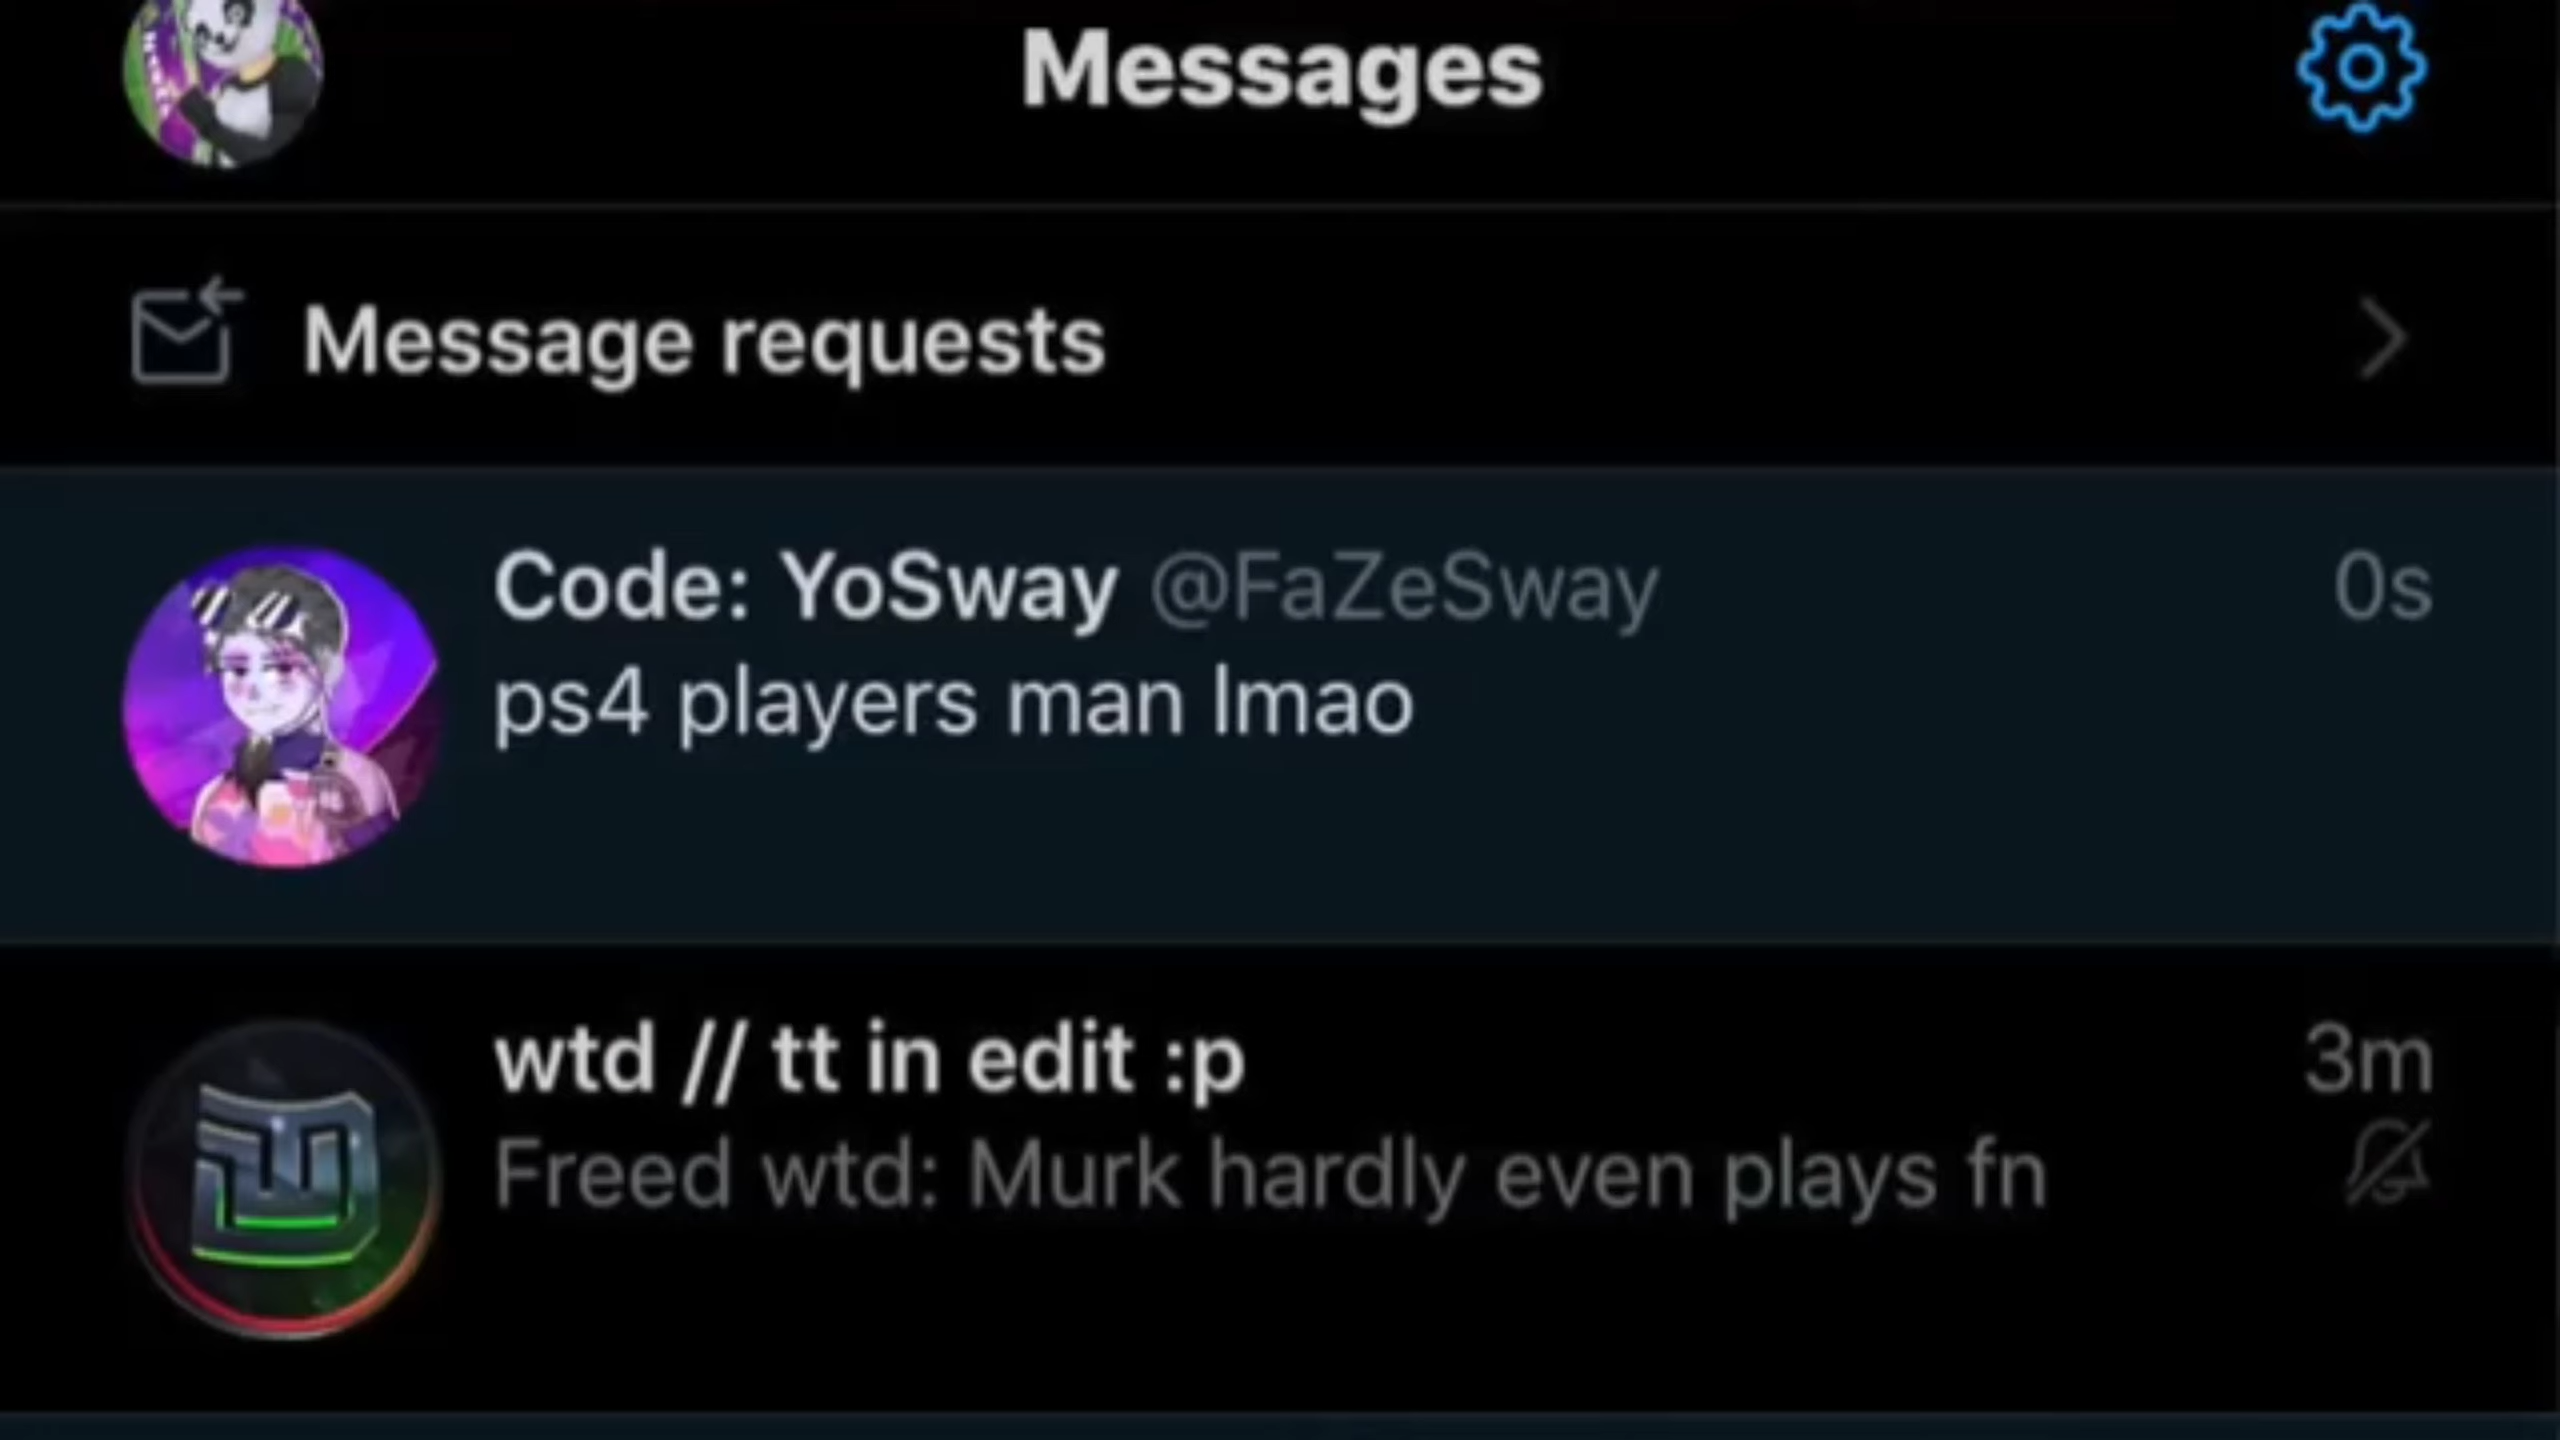 Messages
Message requests
Code: YoSway @FaZeSway 0s
ps4 players man lmao
wtd // tt in edit :p 3m
Freed wtd: Murk hardly even plays fn